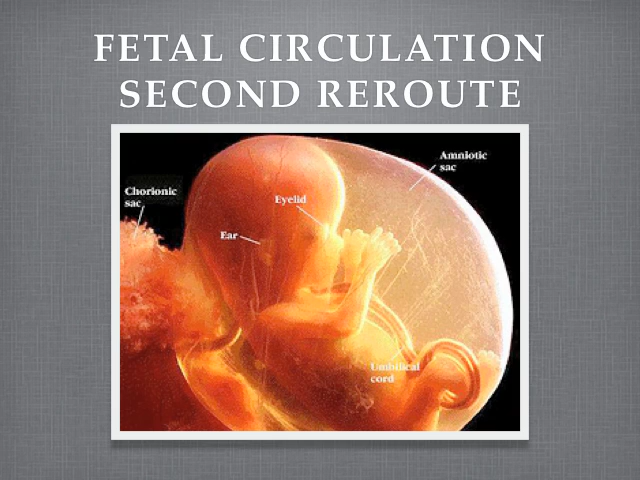 FETAL CIRCULATION
SECOND REROUTE
Amniotic
sac
Chorionic
sac
Eyelid
Ear
Umbilical
cord